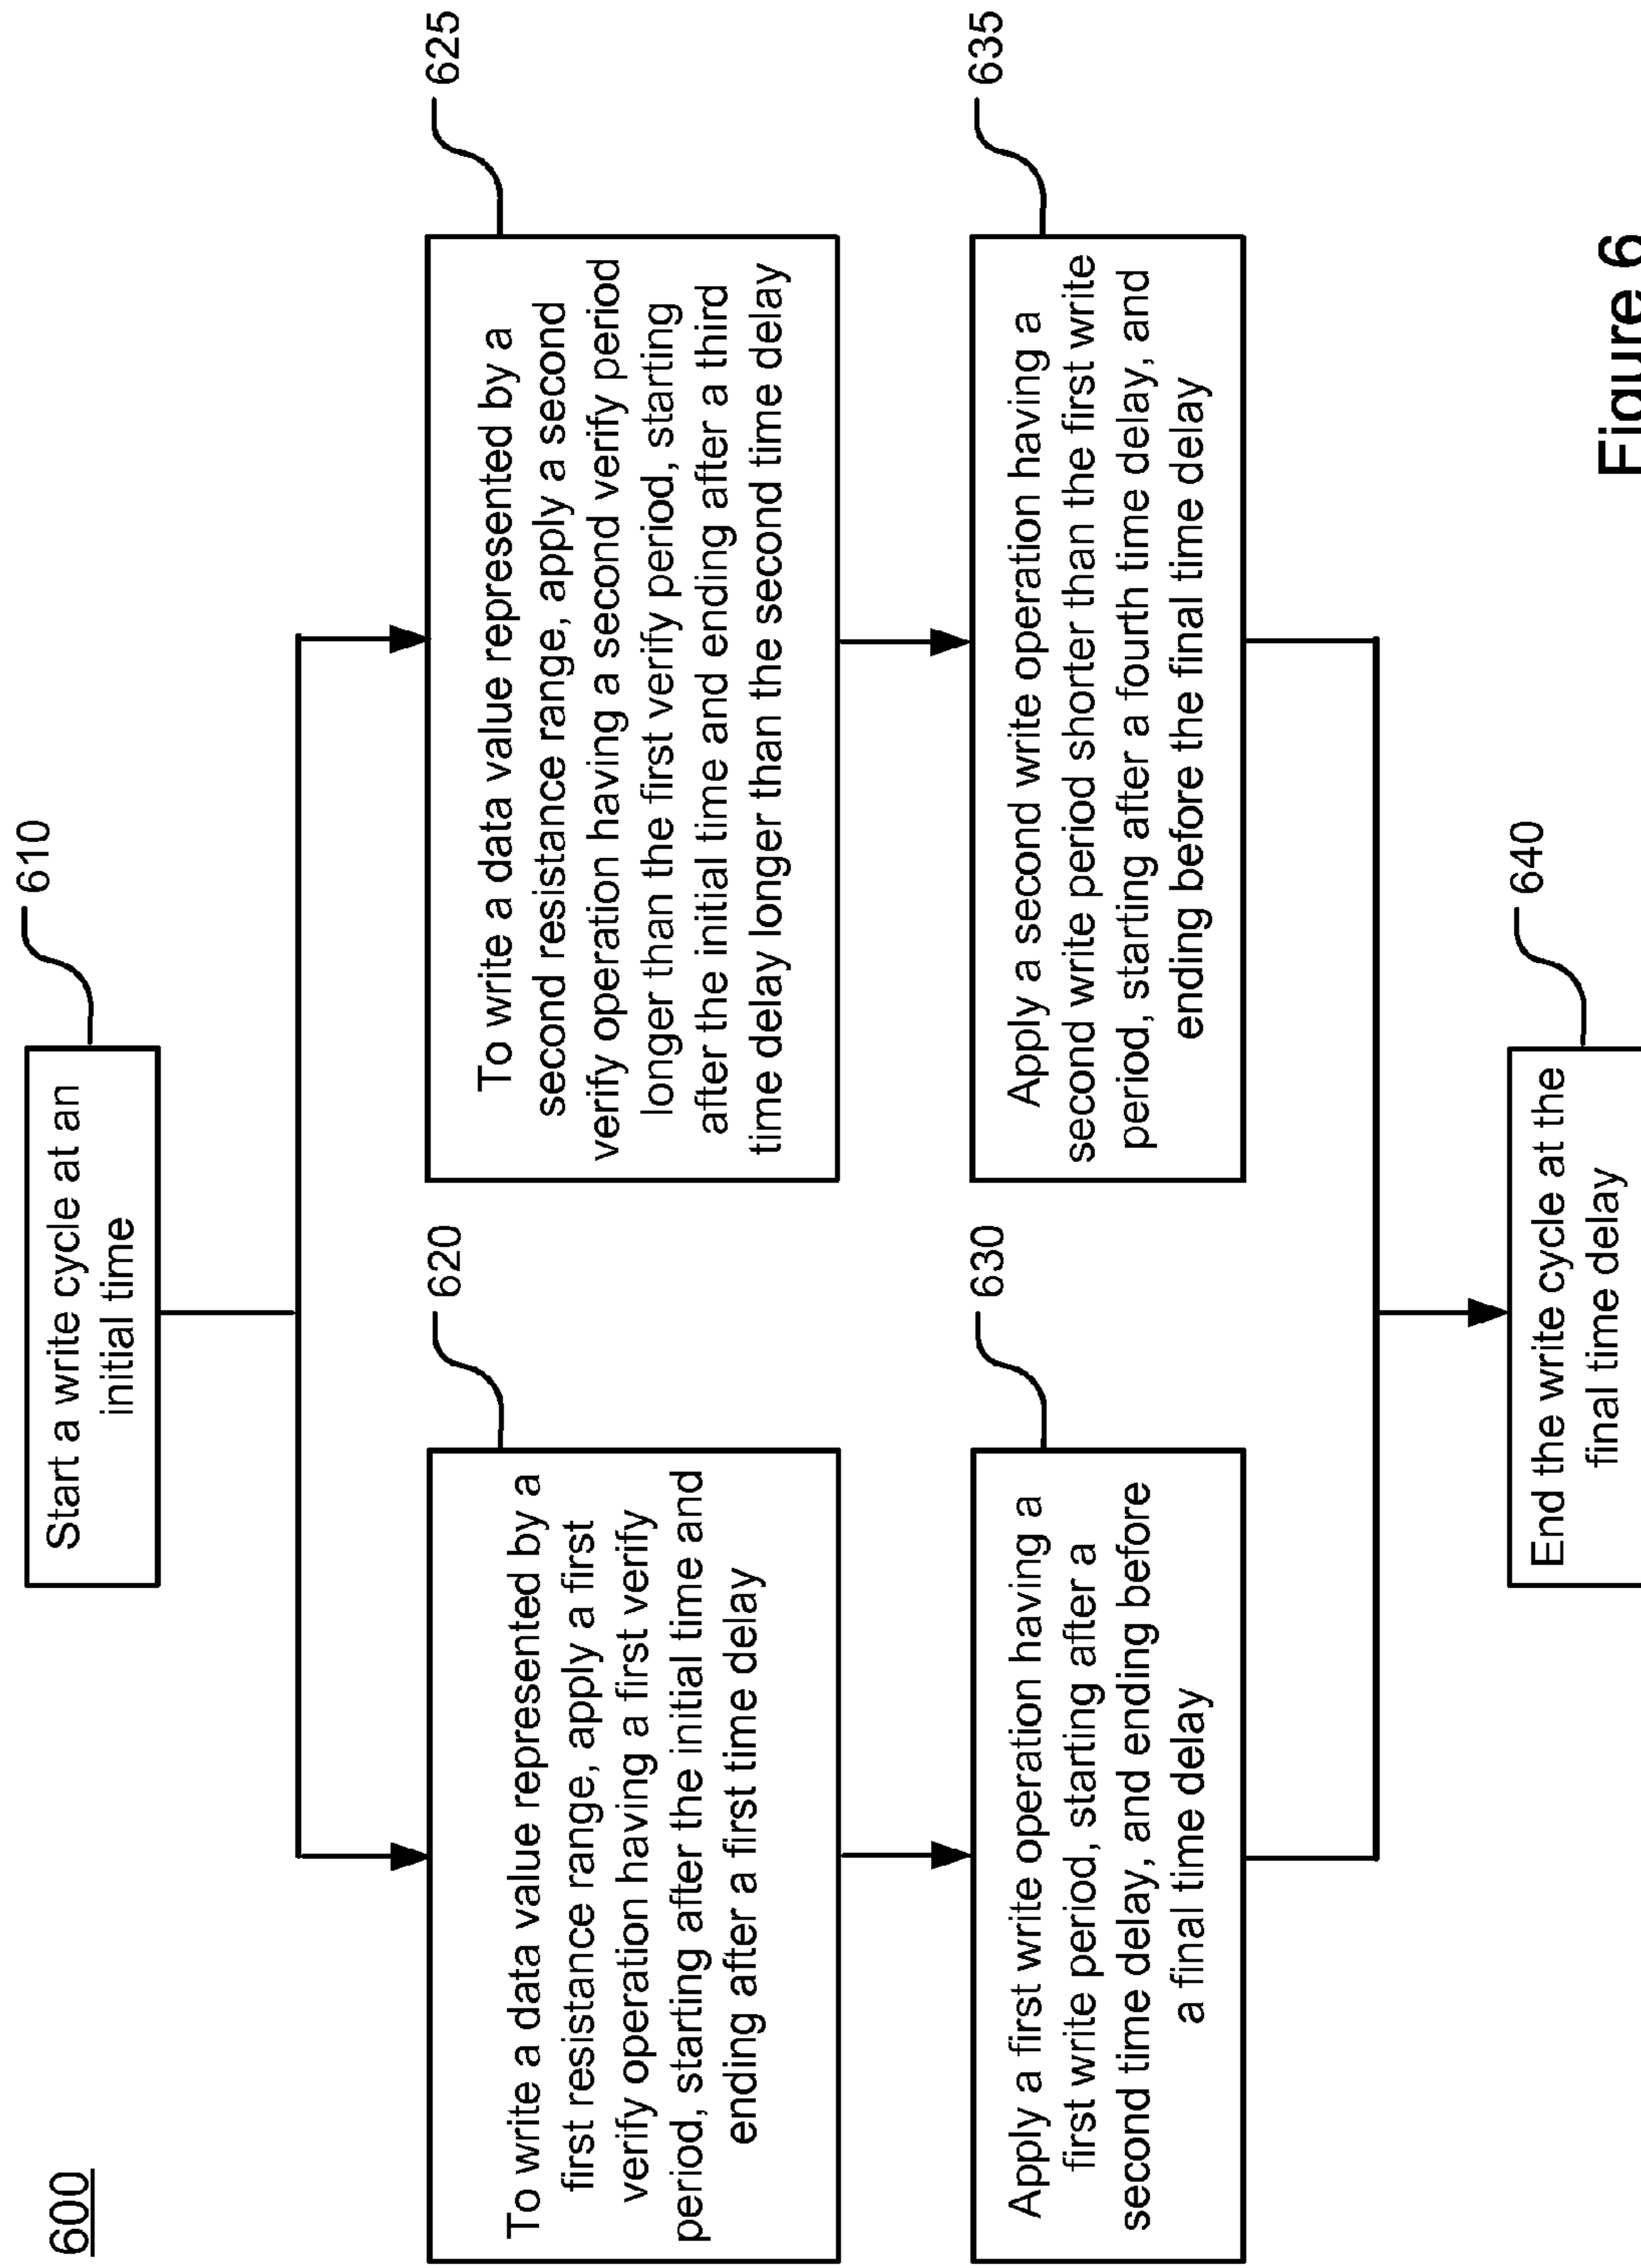 600
Start a write cycle at an
initial time
610
To write a data value represented by a
first resistance range, apply a first
verify operation having a first verify
period, starting after the initial time and
ending after a first time delay
620
To write a data value represented by a
second resistance range, apply a second
verify operation having a second verify period
longer than the first verify period, starting
after the initial time and ending after a third
time delay longer than the second time delay
625
Apply a first write operation having a
first write period, starting after a
second time delay, and ending before
a final time delay
630
Apply a second write operation having a
second write period shorter than the first write
period, starting after a fourth time delay, and
ending before the final time delay
635
End the write cycle at the
final time delay
640
Figure 6